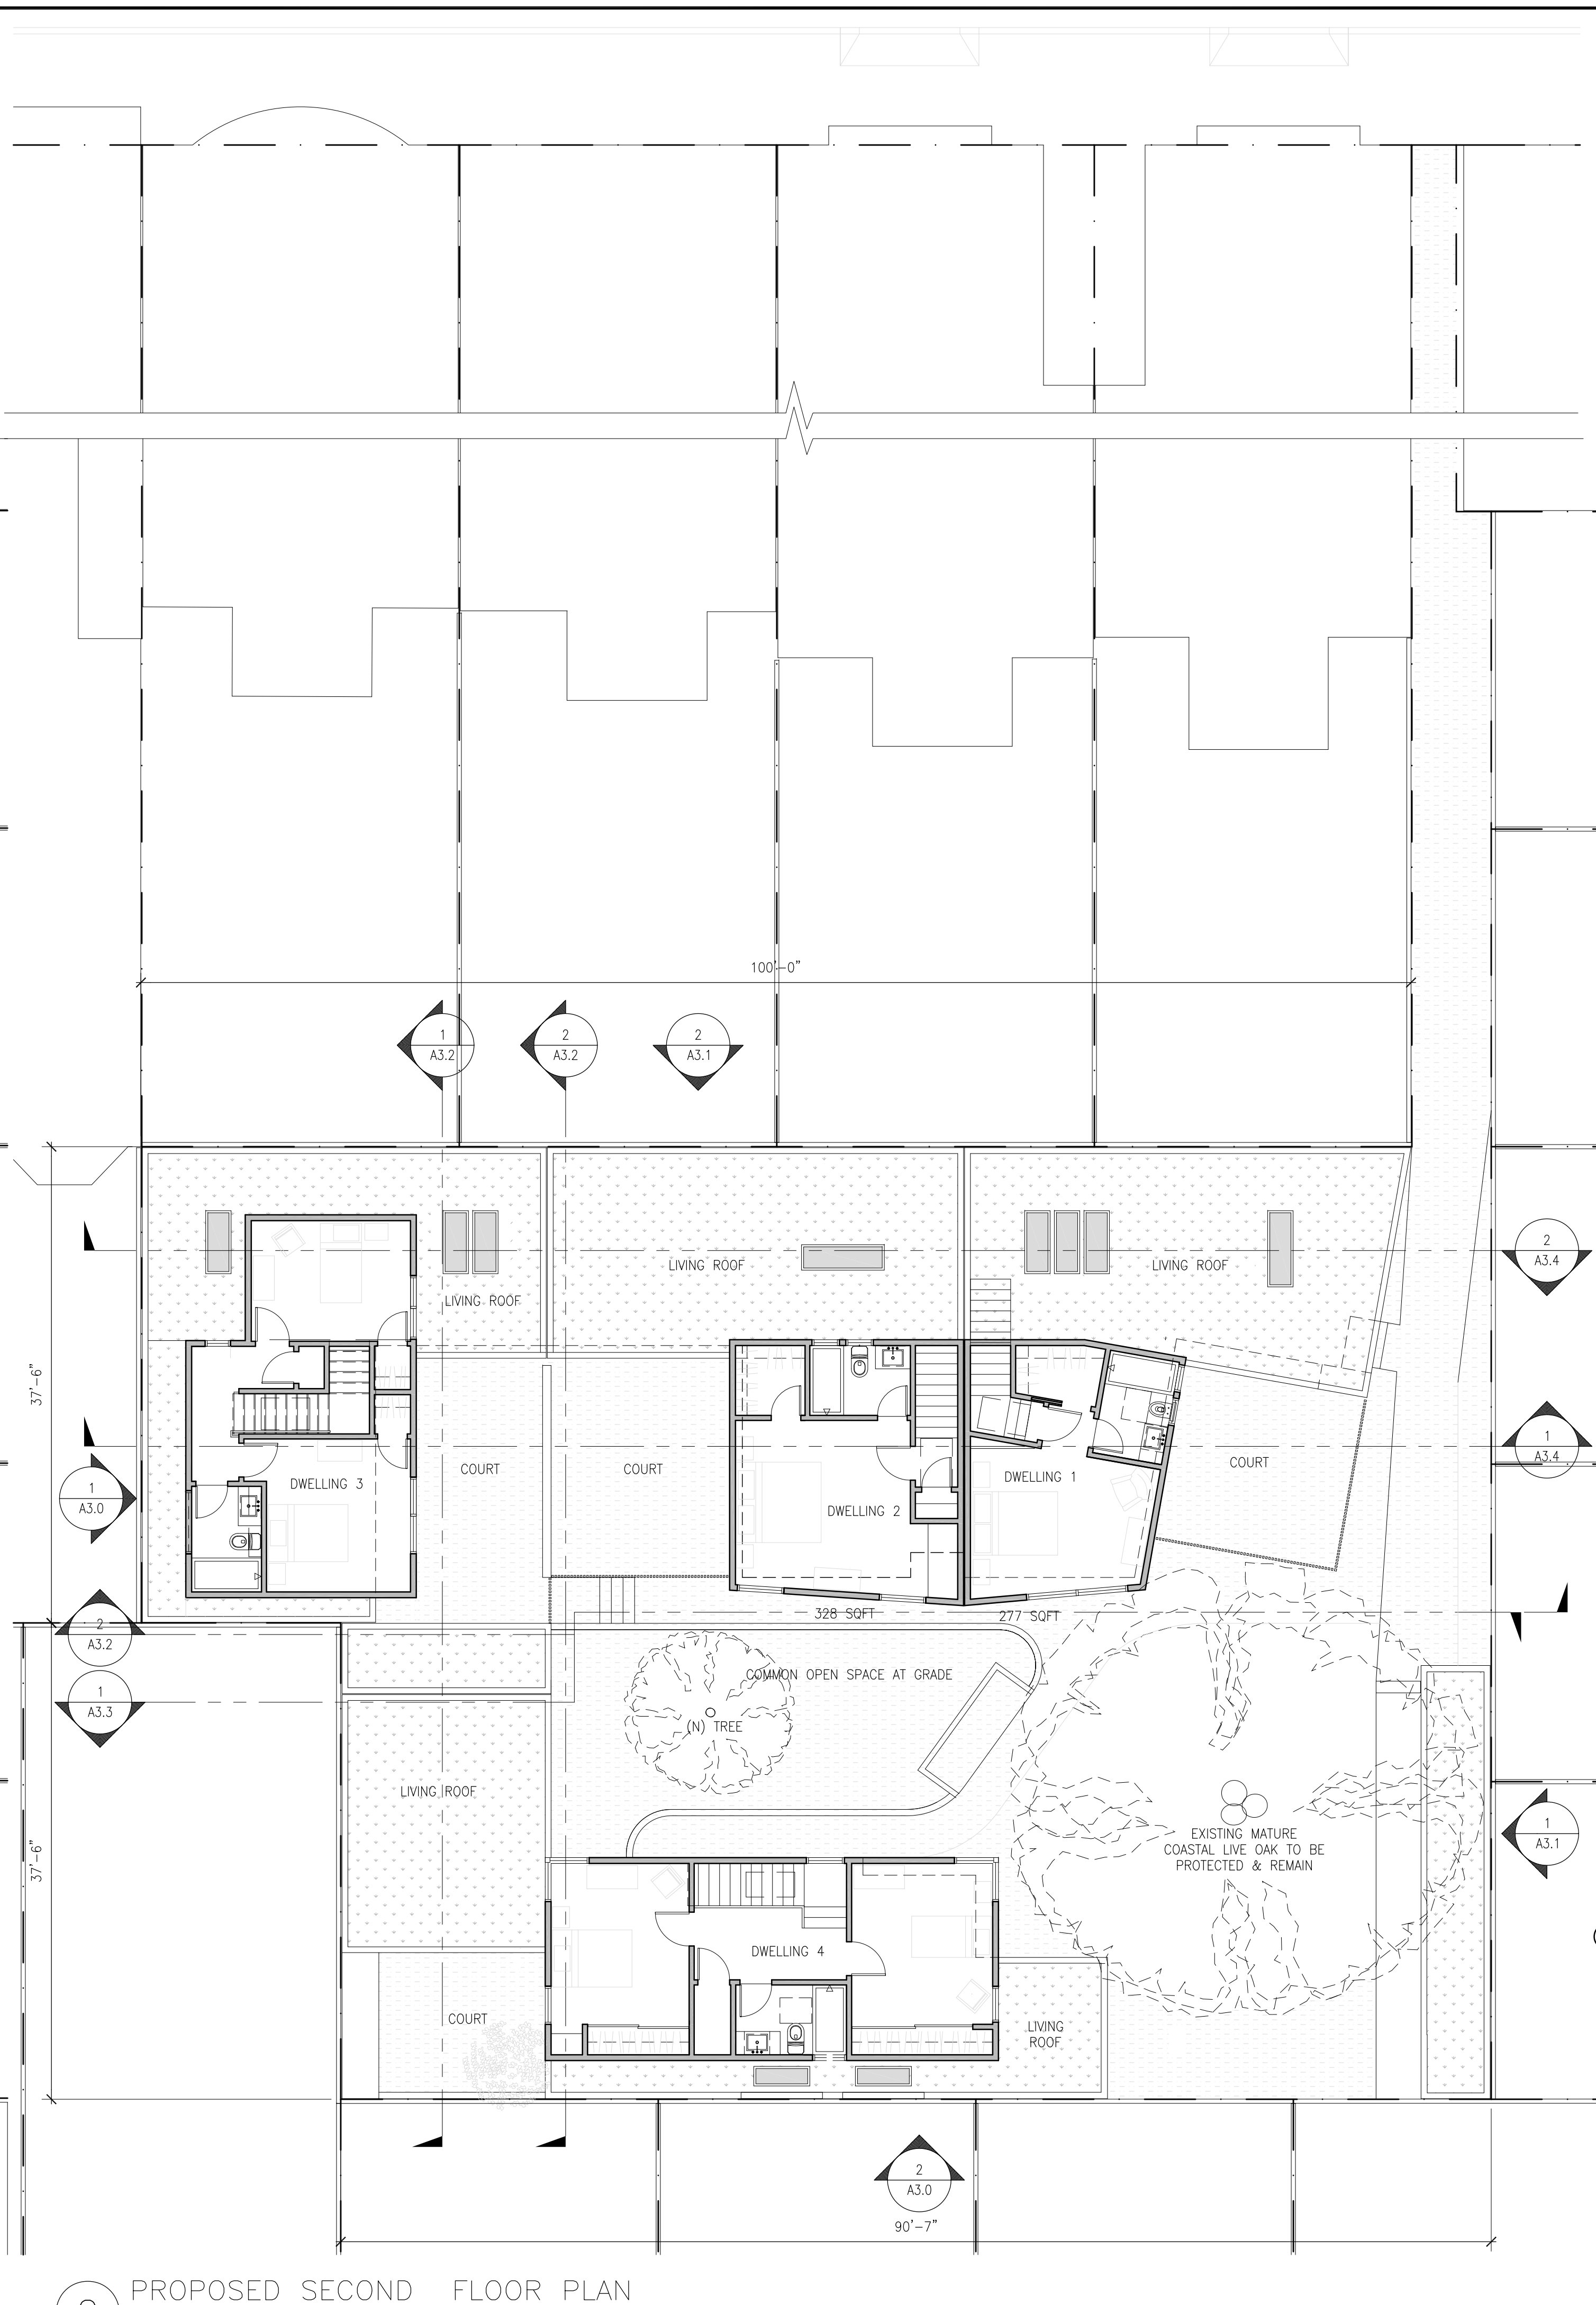 100'-0"
1
A3.2
2
A3.2
2
A3.1
LIVING ROOF
LIVING ROOF
LIVING ROOF
2
A3.4
37'-6"
COURT
COURT
DWELLING 3
DWELLING 2
DWELLING 1
COURT
1
A3.4
1
A3.0
328 SQFT
277 SQFT
2
A3.2
1
A3.3
COMMON OPEN SPACE AT GRADE
(N) TREE
LIVING ROOF
EXISTING MATURE
COASTAL LIVE OAK TO BE
PROTECTED & REMAIN
1
A3.1
37'-6"
DWELLING 4
COURT
LIVING
ROOF
2
A3.0
90'-7"
PROPOSED SECOND FLOOR PLAN